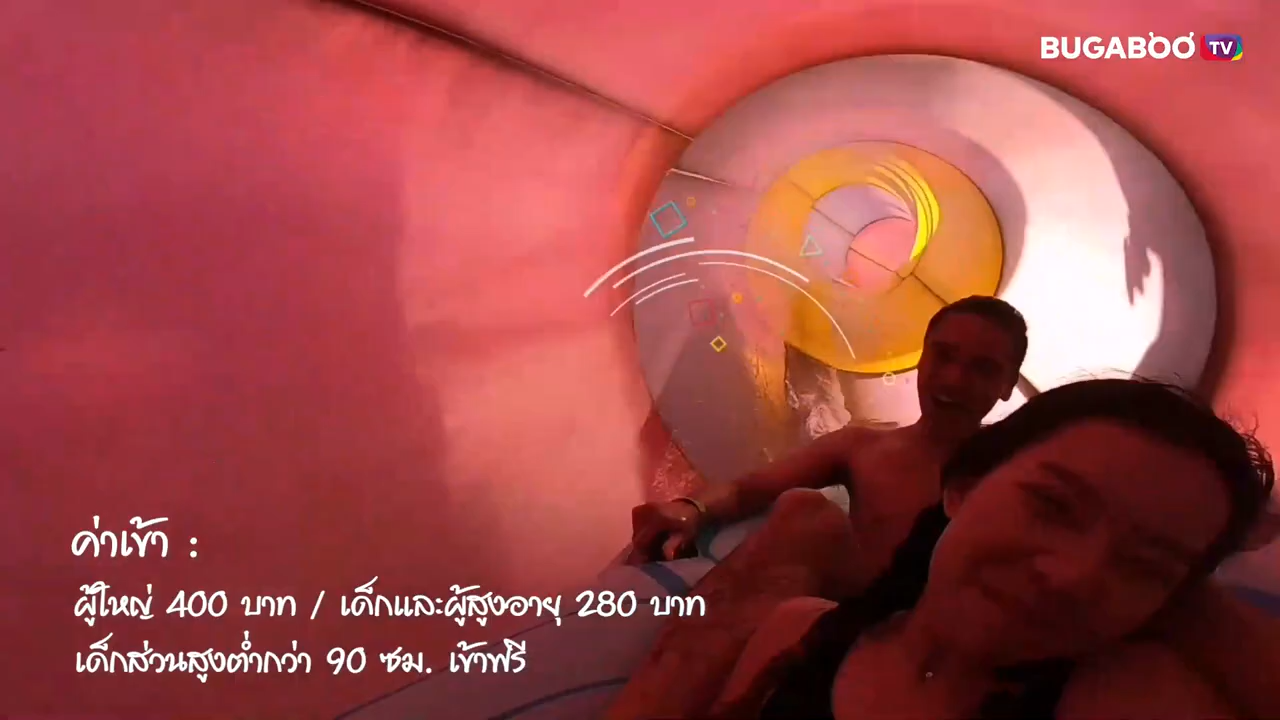 BUGABOO TV
ค่าเข้า :
ผู้ใหญ่ 400 บาท / เด็กและผู้สูงอายุ 280 บาท
เด็กส่วนสูงต่ำกว่า 90 ซม. เข้าฟรี